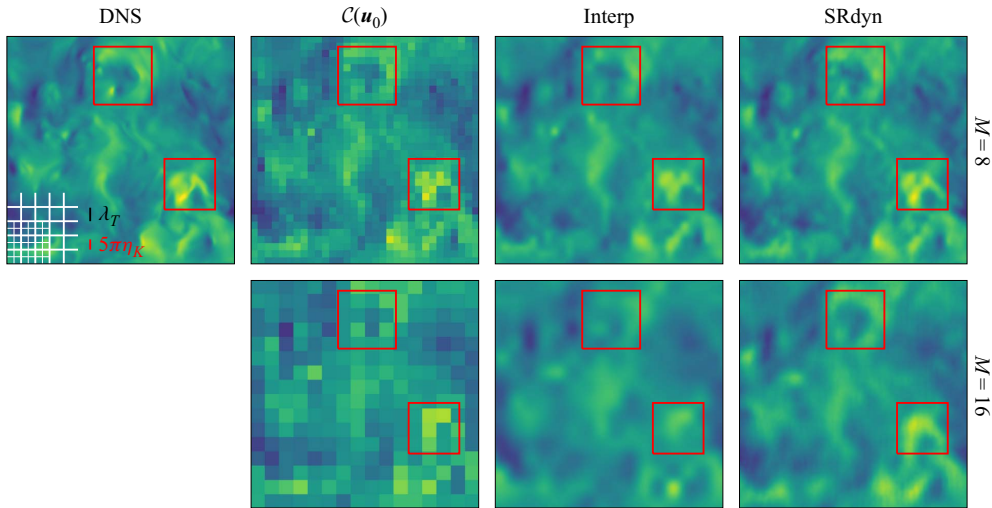 DNS
𝒞(𝒖₀)
Interp
SRdyn
M = 8
λ_T
5πη_K
M = 16